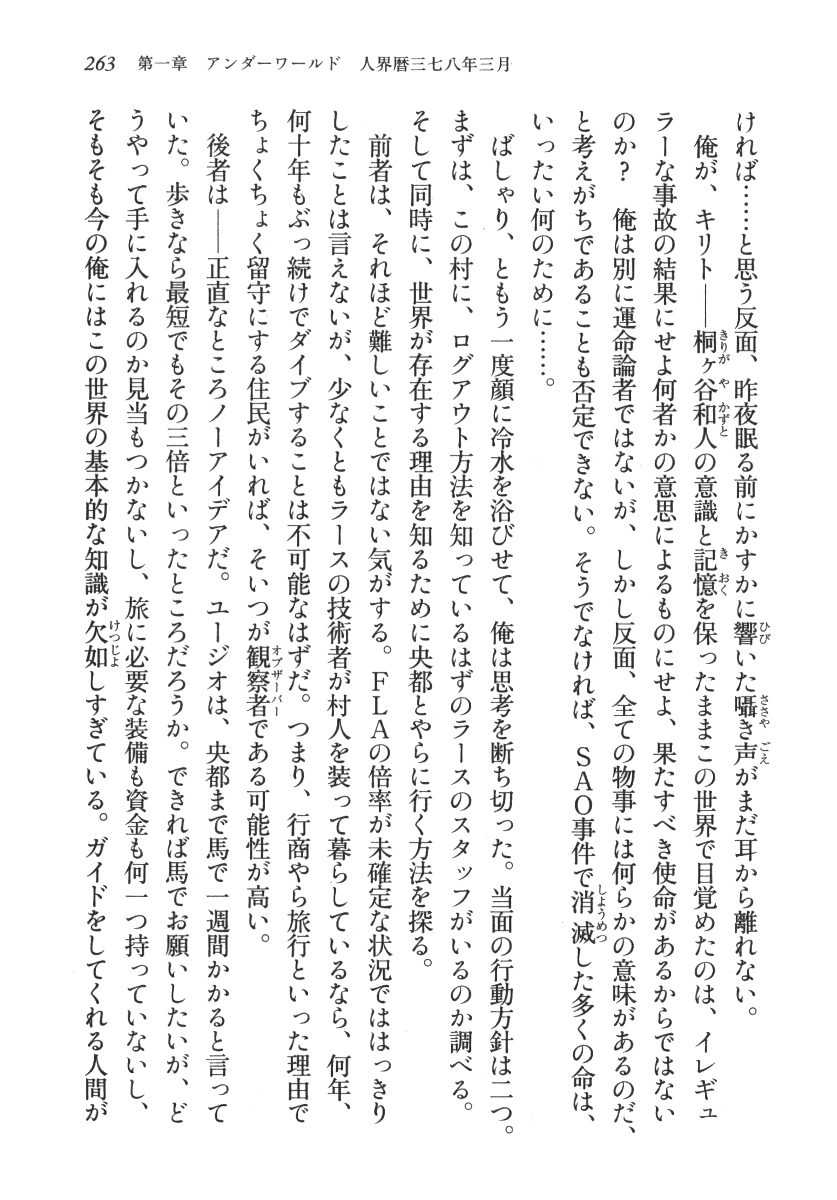 263　第一章　アンダーワールド　人界暦三七八年三月
ければ……と思う反面、昨夜眠る前にかすかに響いた囁き声がまだ耳から離れない。
俺が、キリト――桐ヶ谷和人の意識と記憶を保ったままこの世界で目覚めたのは、イレギュ
ラーな事故の結果にせよ何者かの意思によるものにせよ、果たすべき使命があるからではない
のか？　俺は別に運命論者ではないが、しかし反面、全ての物事には何らかの意味があるのだ、
と考えがちであることも否定できない。そうでなければ、ＳＡＯ事件で消滅した多くの命は、
いったい何のために……。
ばしゃり、ともう一度顔に冷水を浴びせて、俺は思考を断ち切った。当面の行動方針は二つ。
まずは、この村に、ログアウト方法を知っているはずのラースのスタッフがいるのか調べる。
そして同時に、世界が存在する理由を知るために央都とやらに行く方法を探る。
前者は、それほど難しいことではない気がする。ＦＬＡの倍率が未確定な状況でははっきり
したことは言えないが、少なくともラースの技術者が村人を装って暮らしているなら、何年、
何十年もぶっ続けでダイブすることは不可能なはずだ。つまり、行商やら旅行といった理由で
ちょくちょく留守にする住民がいれば、そいつが観察者である可能性が高い。
後者は――正直なところノーアイデアだ。ユージオは、央都まで馬で一週間かかると言って
いた。歩きなら最短でもその三倍といったところだろうか。できれば馬でお願いしたいが、ど
うやって手に入れるのか見当もつかないし、旅に必要な装備も資金も何一つ持っていないし、
そもそも今の俺にはこの世界の基本的な知識が欠如しすぎている。ガイドをしてくれる人間が